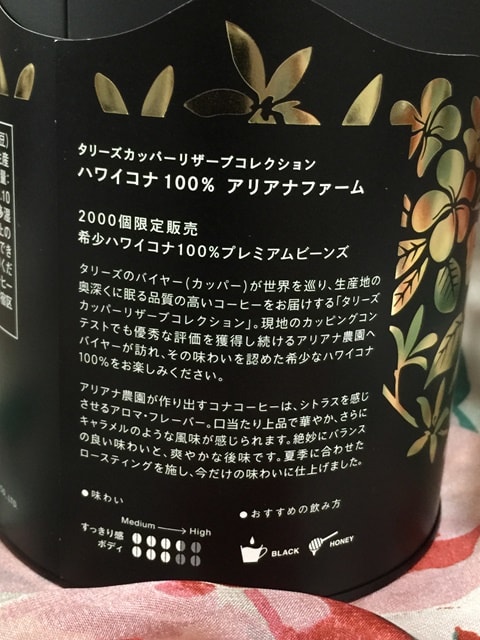 タリーズカッパーリザーブコレクション
ハワイコナ100% アリアナファーム
2000個限定販売
希少ハワイコナ100%プレミアムビーンズ
タリーズのバイヤー(カッパー)が世界を巡り、生産地の
奥深くに眠る品質の高いコーヒーをお届けする「タリーズ
カッパーリザーブコレクション」。現地のカッピングコン
テストでも優秀な評価を獲得し続けるアリアナ農園へ
バイヤーが訪れ、その味わいを認めた希少なハワイコナ
100%をお楽しみください。
アリアナ農園が作り出すコナコーヒーは、シトラスを感じ
させるアロマ・フレーバー。口当たり上品で華やか、さらに
キャラメルのような風味が感じられます。絶妙にバランス
の良い味わいと、爽やかな後味です。夏季に合わせた
ロースティングを施し、今だけの味わいに仕上げました。
●味わい
Medium → High
すっきり感
ボディ
●おすすめの飲み方
BLACK
HONEY